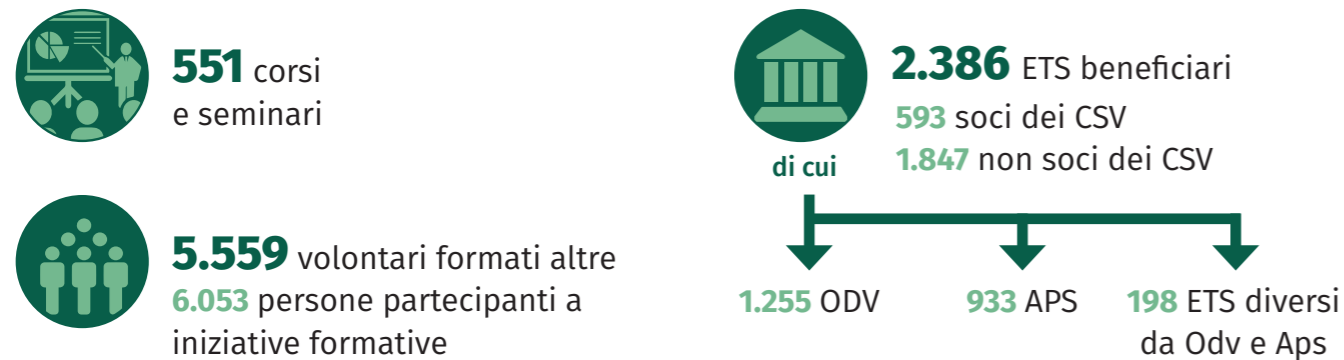 551 corsi
e seminari
5.559 volontari formati altre
6.053 persone partecipanti a
iniziative formative
2.386 ETS beneficiari
593 soci dei CSV
1.847 non soci dei CSV
di cui
1.255 ODV
933 APS
198 ETS diversi
da Odv e Aps